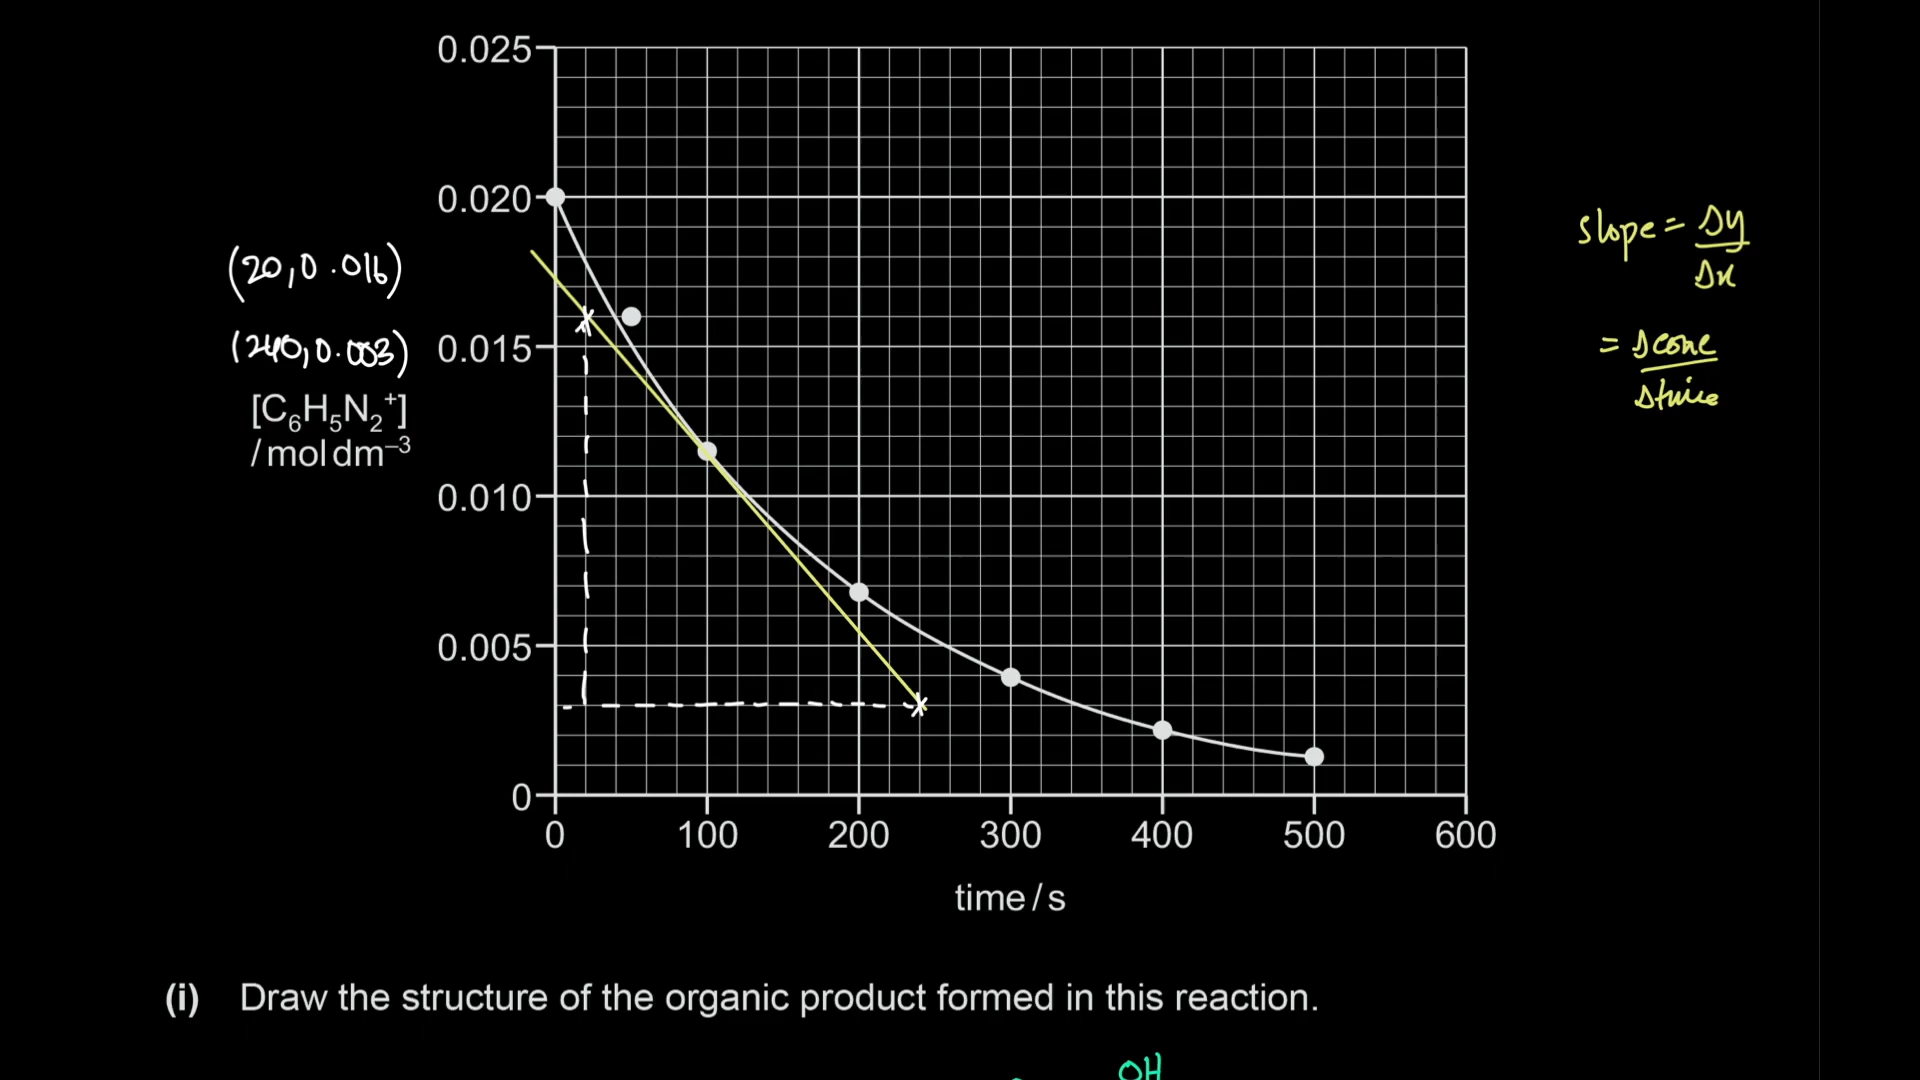 0.025
0.020
(20, 0.016)
slope = Δy
Δx
(240, 0.003)
0.015
= Δconc
Δtime
[C₆H₅N₂⁺]
/mol dm⁻³
0.010
0.005
0
0 100 200 300 400 500 600
time/s
(i) Draw the structure of the organic product formed in this reaction.
OH